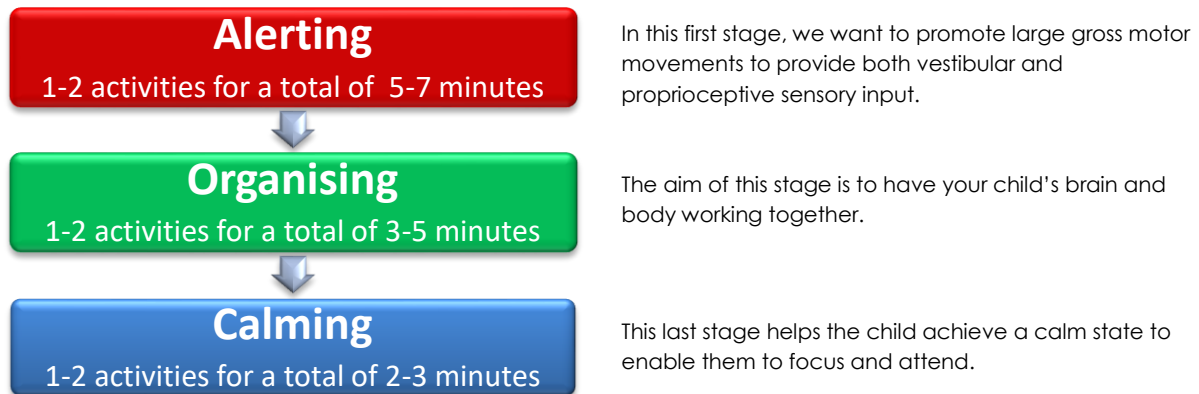 Alerting
1-2 activities for a total of  5-7 minutes
In this first stage, we want to promote large gross motor
movements to provide both vestibular and
proprioceptive sensory input.
Organising
1-2 activities for a total of 3-5 minutes
The aim of this stage is to have your child’s brain and
body working together.
Calming
1-2 activities for a total of 2-3 minutes
This last stage helps the child achieve a calm state to
enable them to focus and attend.